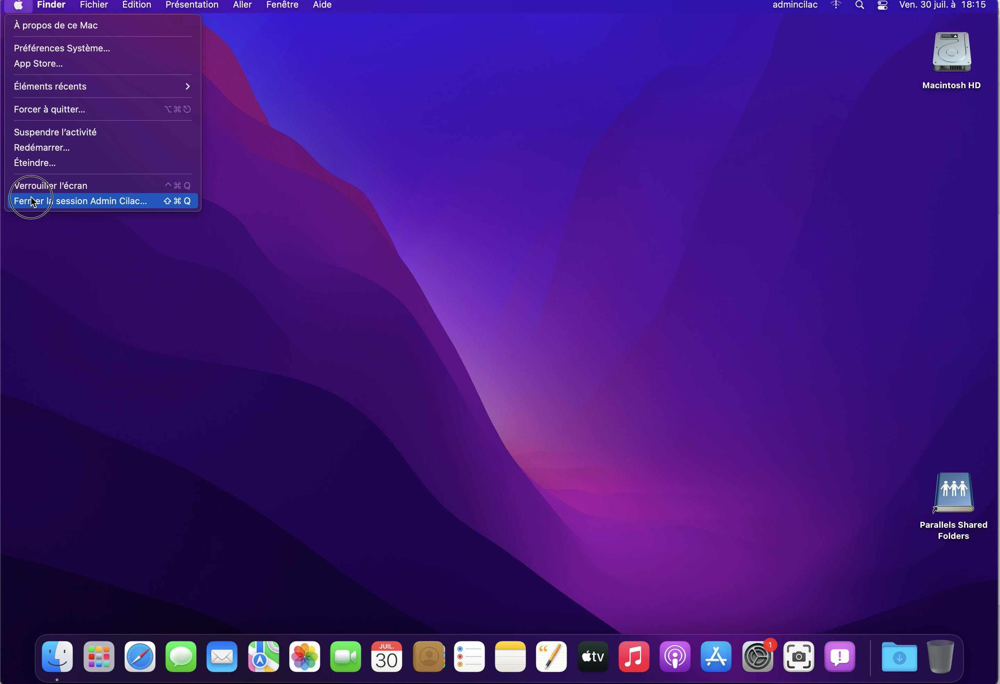 Finder Fichier Édition Présentation Aller Fenêtre Aide admincilac Ven. 30 juil. à 18:15
À propos de ce Mac
Préférences Système...
App Store...
Éléments récents
Forcer à quitter... ⌥⌘⎋
Suspendre l'activité
Redémarrer...
Éteindre...
Verrouiller l'écran ^⌘Q
Fermer la session Admin Cilac... ⇧⌘Q
Macintosh HD
Parallels Shared
Folders
JUIL.
30
tv
1